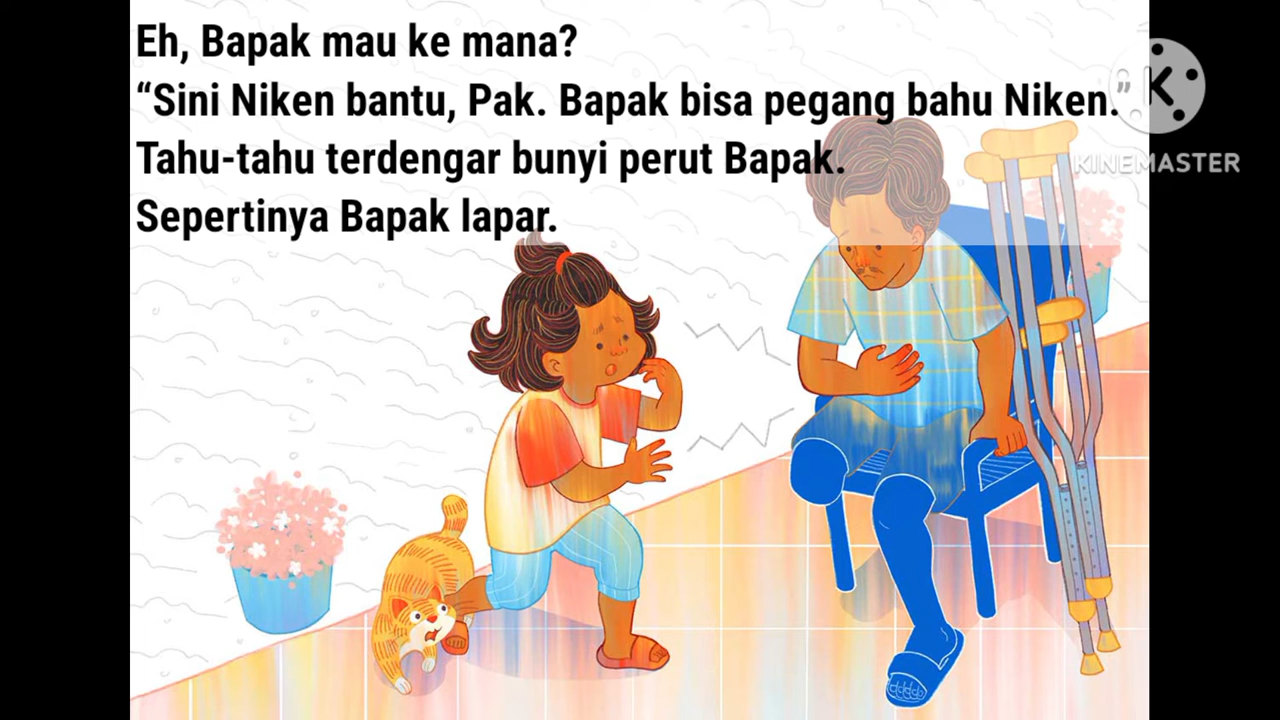 Eh, Bapak mau ke mana?
“Sini Niken bantu, Pak. Bapak bisa pegang bahu Niken.”
Tahu-tahu terdengar bunyi perut Bapak.
Sepertinya Bapak lapar.
K
KINEMASTER